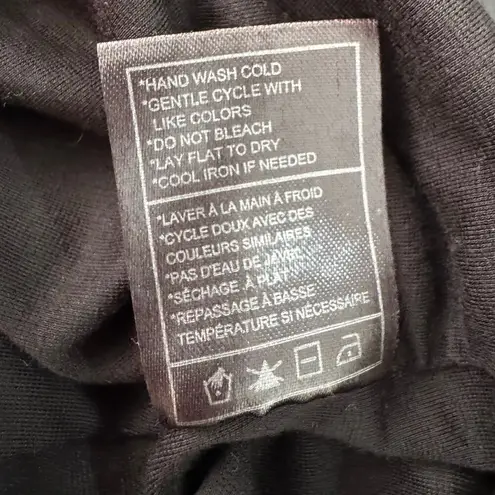 *HAND WASH COLD
*GENTLE CYCLE WITH
LIKE COLORS
*DO NOT BLEACH
*LAY FLAT TO DRY
*COOL IRON IF NEEDED
*LAVER À LA MAIN À FROID
*CYCLE DOUX AVEC DES
COULEURS SIMILAIRES
*PAS D'EAU DE JAVEL
*SÉCHAGE À PLAT
*REPASSAGE À BASSE
TEMPÉRATURE SI NÉCESSAIRE